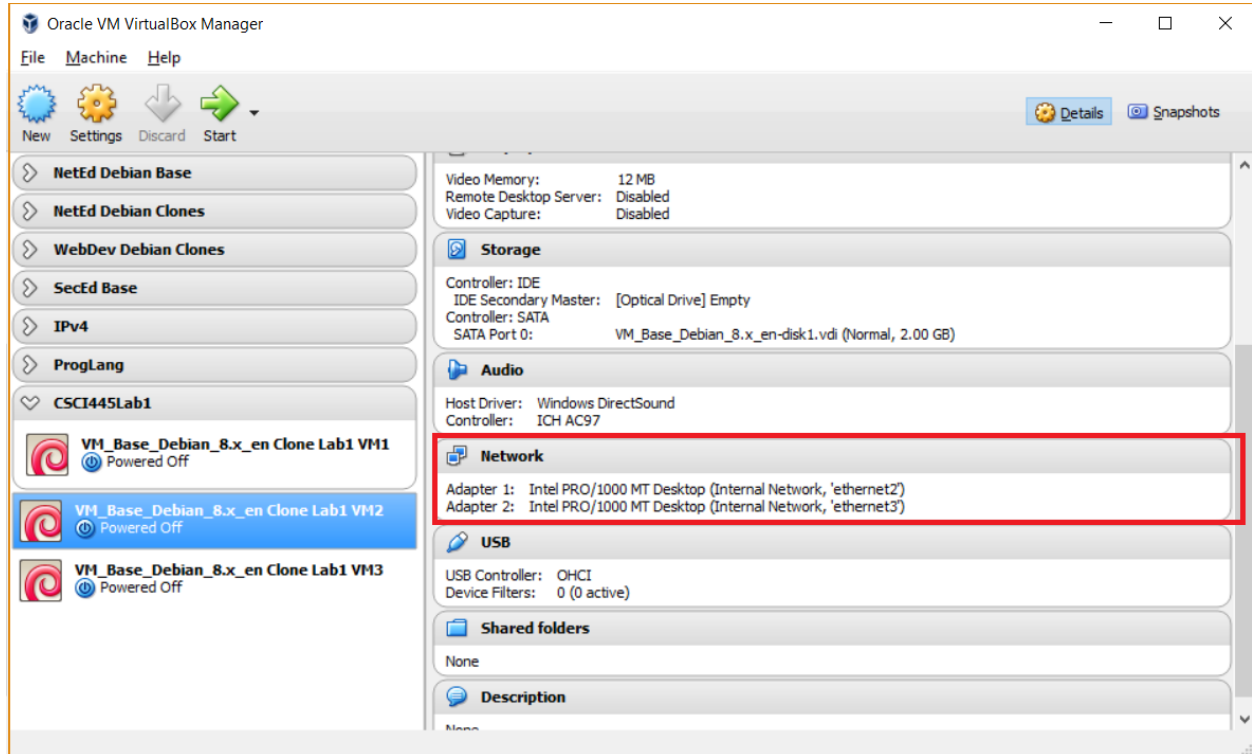 Oracle VM VirtualBox Manager
File Machine Help
New Settings Discard Start
Details Snapshots
NetEd Debian Base
NetEd Debian Clones
WebDev Debian Clones
SecEd Base
IPv4
ProgLang
CSCI445Lab1
VM_Base_Debian_8.x_en Clone Lab1 VM1
Powered Off
VM_Base_Debian_8.x_en Clone Lab1 VM2
Powered Off
VM_Base_Debian_8.x_en Clone Lab1 VM3
Powered Off
Video Memory: 12 MB
Remote Desktop Server: Disabled
Video Capture: Disabled
Storage
Controller: IDE
IDE Secondary Master: [Optical Drive] Empty
Controller: SATA
SATA Port 0: VM_Base_Debian_8.x_en-disk1.vdi (Normal, 2.00 GB)
Audio
Host Driver: Windows DirectSound
Controller: ICH AC97
Network
Adapter 1: Intel PRO/1000 MT Desktop (Internal Network, 'ethernet2')
Adapter 2: Intel PRO/1000 MT Desktop (Internal Network, 'ethernet3')
USB
USB Controller: OHCI
Device Filters: 0 (0 active)
Shared folders
None
Description
None